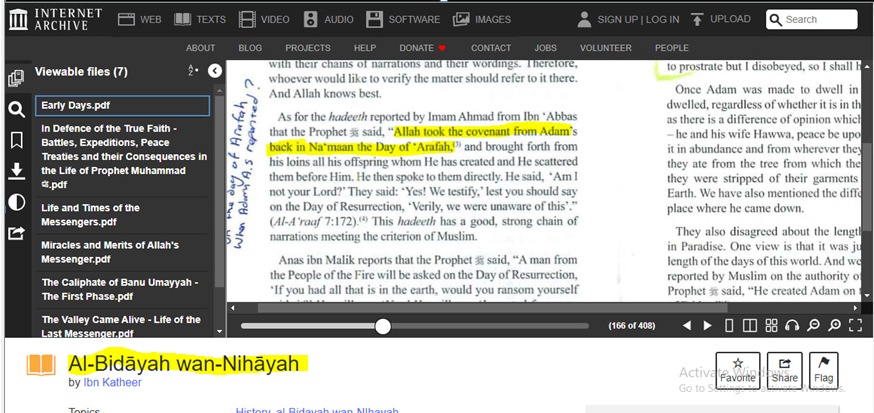 INTERNET
ARCHIVE
WEB
TEXTS
VIDEO
AUDIO
SOFTWARE
IMAGES
SIGN UP | LOG IN
UPLOAD
Search
ABOUT
BLOG
PROJECTS
HELP
DONATE
CONTACT
JOBS
VOLUNTEER
PEOPLE
Viewable files (7)
Early Days.pdf
In Defence of the True Faith -
Battles, Expeditions, Peace
Treaties and their Consequences in
the Life of Prophet Muhammad
ﷺ.pdf
Life and Times of the
Messengers.pdf
Miracles and Merits of Allah's
Messenger.pdf
The Caliphate of Banu Umayyah -
The First Phase.pdf
The Valley Came Alive - Life of the
Last Messenger.pdf
on the day of Arafah
when Adam A.S repented?
with their chains of narrations and their wordings. Therefore,
whoever would like to verify the matter should refer to it there.
And Allah knows best.
As for the hadeeth reported by Imam Ahmad from Ibn 'Abbas
that the Prophet ﷺ said, "Allah took the covenant from Adam's
back in Na'maan the Day of 'Arafah,(3) and brought forth from
his loins all his offspring whom He has created and He scattered
them before Him. He then spoke to them directly. He said, 'Am I
not your Lord?' They said: 'Yes! We testify,' lest you should say
on the Day of Resurrection, 'Verily, we were unaware of this'."
(Al-A'raaf 7:172).(4) This hadeeth has a good, strong chain of
narrations meeting the criterion of Muslim.
Anas ibn Malik reports that the Prophet ﷺ said, "A man from
the People of the Fire will be asked on the Day of Resurrection,
'If you had all that is in the earth, would you ransom yourself
to prostrate but I disobeyed, so I shall h
Once Adam was made to dwell in
dwelled, regardless of whether it is in th
as there is a difference of opinion which
– he and his wife Hawwa, peace be upo
it in abundance and from wherever they
they ate from the tree from which the
they were stripped of their garments
Earth. We have also mentioned the diffe
place where he came down.
They also disagreed about the length
in Paradise. One view is that it was ju
length of the days of this world. And we
reported by Muslim on the authority of
Prophet ﷺ said, "He created Adam on
(166 of 408)
Al-Bidāyah wan-Nihāyah
by Ibn Katheer
Favorite
Share
Flag
Activate Windows
Go to Settings to activate Windows.
Topics
History, al Bidayah wan NIhayah